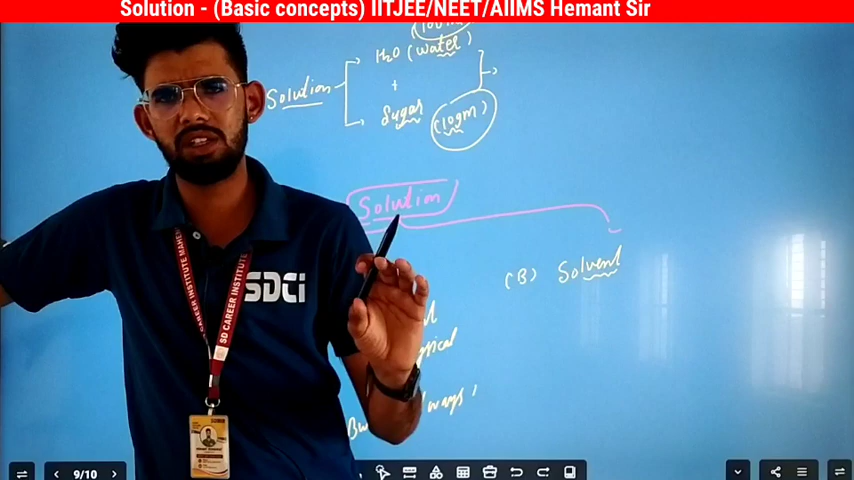 Solution - (Basic concepts) IITJEE/NEET/AIIMS Hemant Sir
H2O (water)
Solution
+
Sugar (10gm)
Solution
(B) Solvent
SDCI
SD CAREER INSTITUTE
9/10